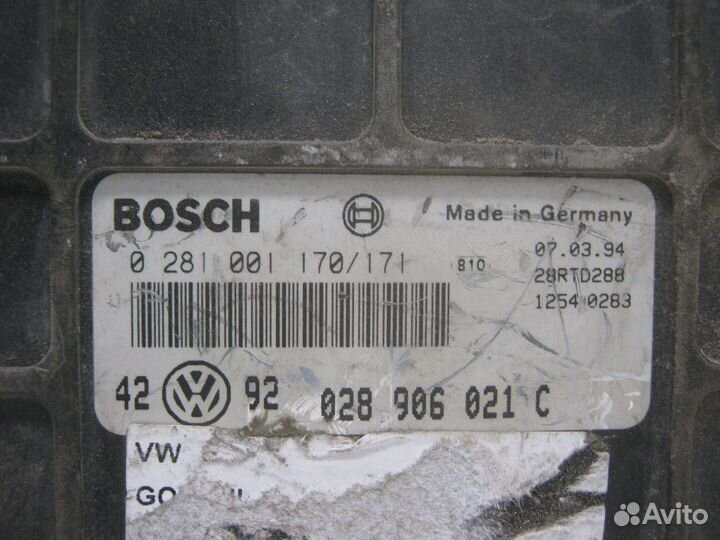 BOSCH
Made in Germany
0 281 001 170/171
810
07.03.94
28RTD288
1254 0283
42 VW 92 028 906 021 C
VW
Avito